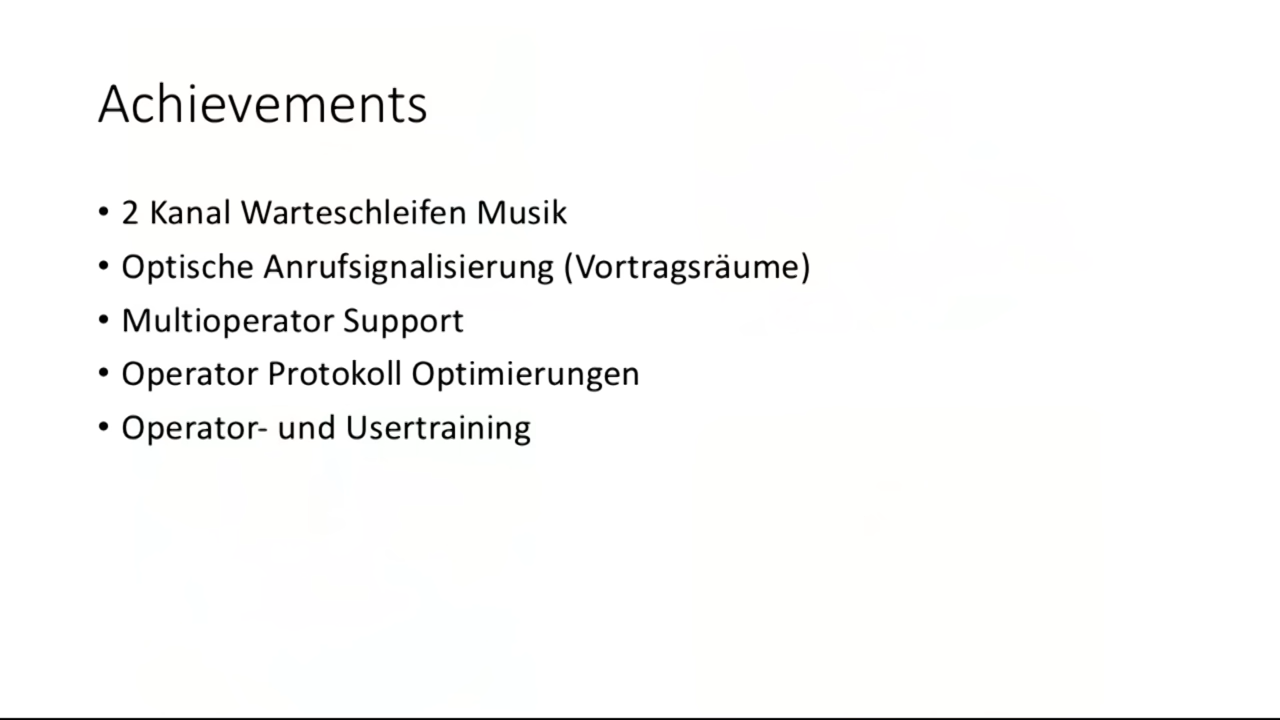 Achievements
• 2 Kanal Warteschleifen Musik
• Optische Anrufsignalisierung (Vortragsräume)
• Multioperator Support
• Operator Protokoll Optimierungen
• Operator- und Usertraining